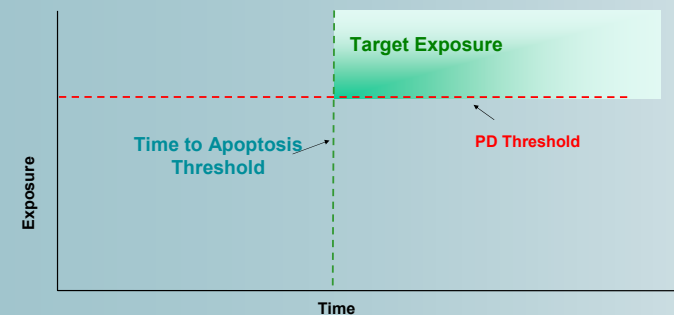 Target Exposure
Time to Apoptosis
Threshold
PD Threshold
Exposure
Time